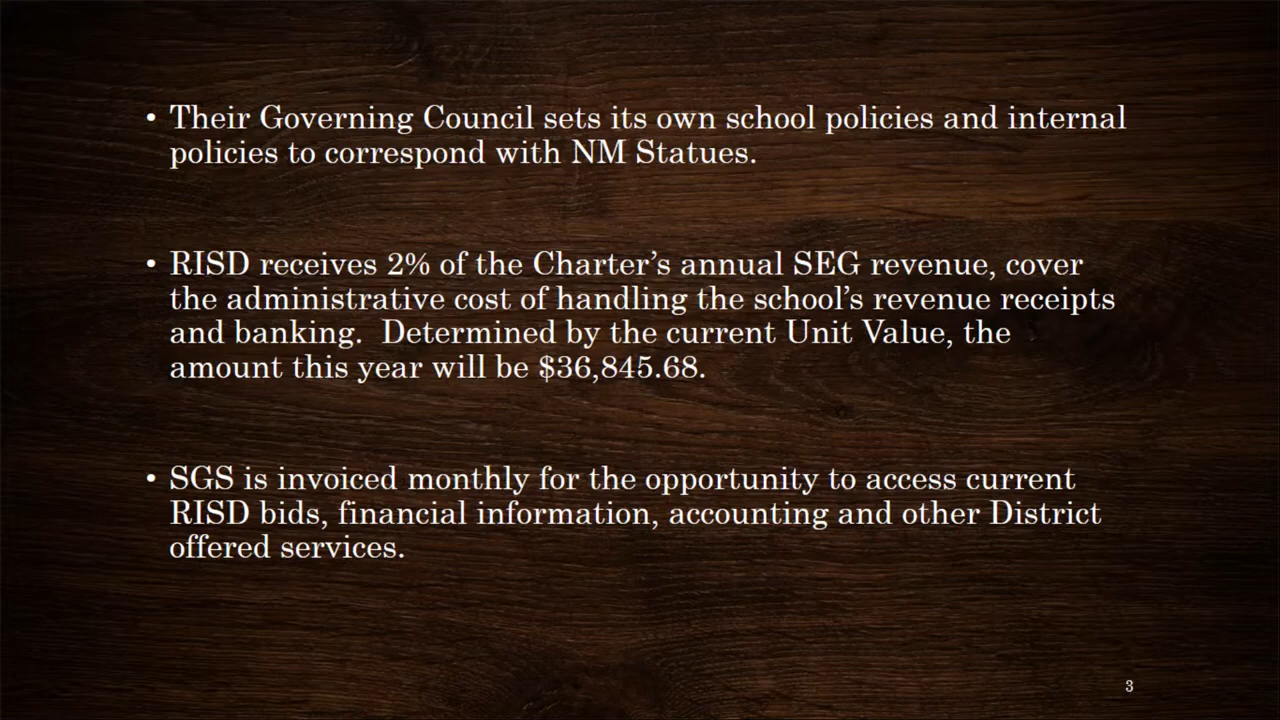 • Their Governing Council sets its own school policies and internal
policies to correspond with NM Statues.
• RISD receives 2% of the Charter’s annual SEG revenue, cover
the administrative cost of handling the school’s revenue receipts
and banking.  Determined by the current Unit Value, the
amount this year will be $36,845.68.
• SGS is invoiced monthly for the opportunity to access current
RISD bids, financial information, accounting and other District
offered services.
3